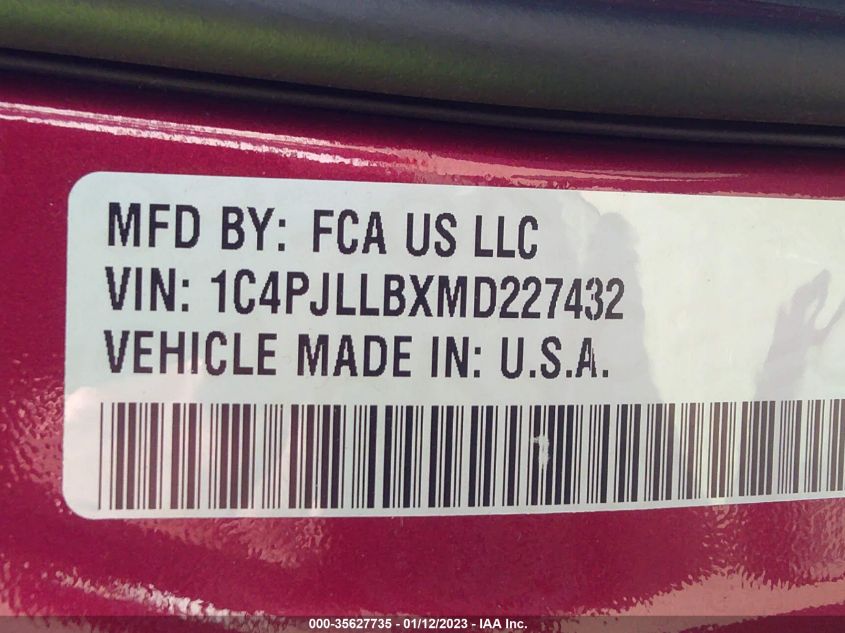 MFD BY: FCA US LLC
VIN: 1C4PJLLBXMD227432
VEHICLE MADE IN: U.S.A.
000-35627735 - 01/12/2023 - IAA Inc.